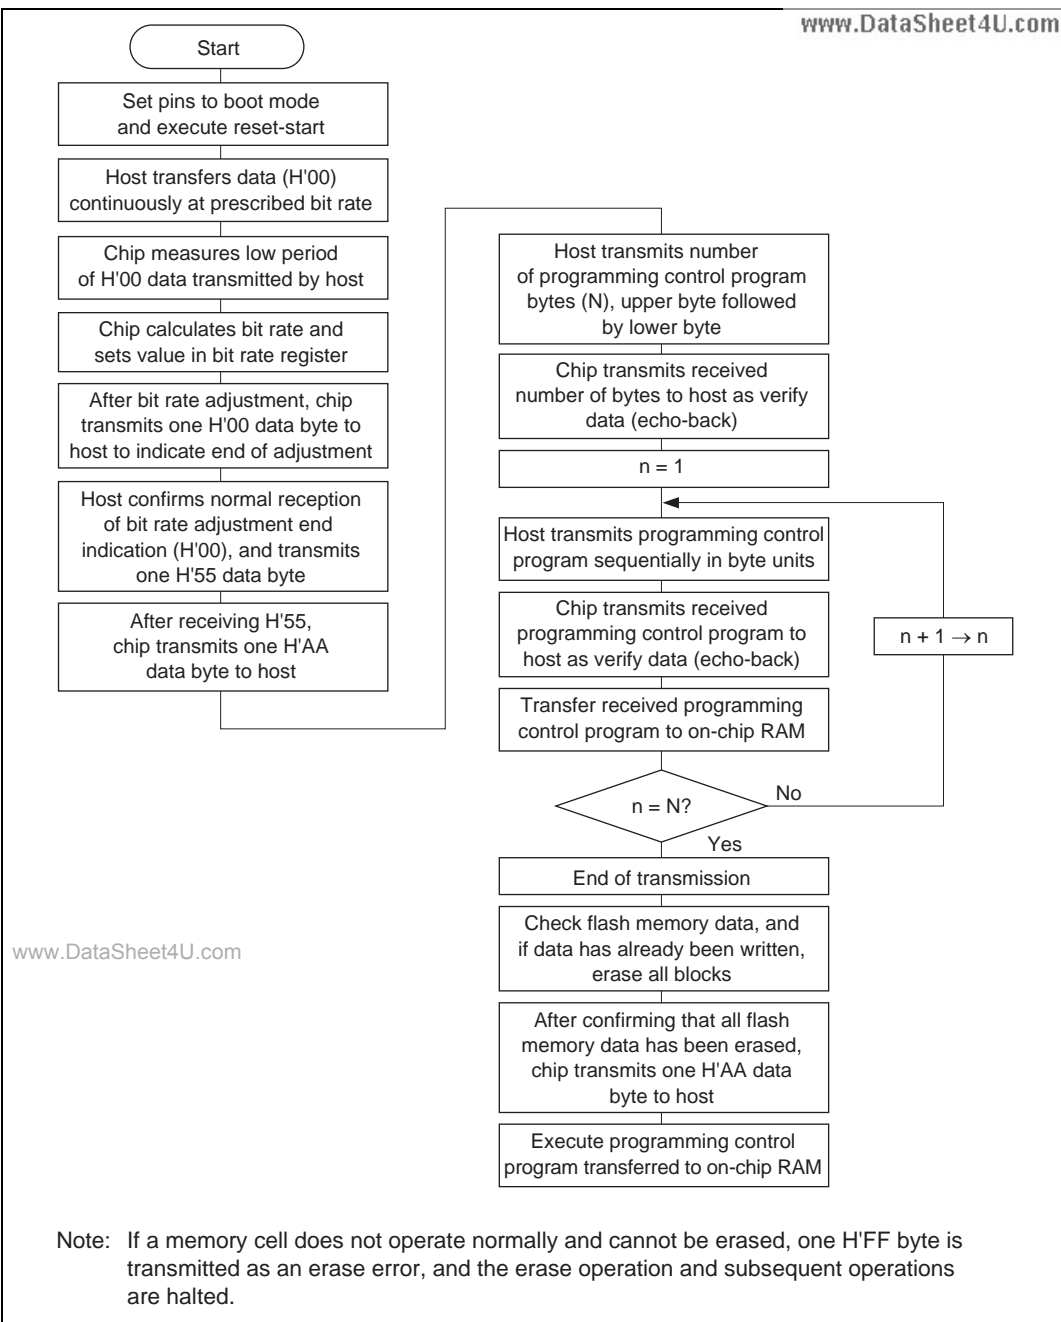 www.DataSheet4U.com
Start
Set pins to boot mode
and execute reset-start
Host transfers data (H'00)
continuously at prescribed bit rate
Chip measures low period
of H'00 data transmitted by host
Chip calculates bit rate and
sets value in bit rate register
After bit rate adjustment, chip
transmits one H'00 data byte to
host to indicate end of adjustment
Host confirms normal reception
of bit rate adjustment end
indication (H'00), and transmits
one H'55 data byte
After receiving H'55,
chip transmits one H'AA
data byte to host
Host transmits number
of programming control program
bytes (N), upper byte followed
by lower byte
Chip transmits received
number of bytes to host as verify
data (echo-back)
n = 1
Host transmits programming control
program sequentially in byte units
Chip transmits received
programming control program to
host as verify data (echo-back)
n + 1 → n
Transfer received programming
control program to on-chip RAM
n = N?
No
Yes
End of transmission
Check flash memory data, and
if data has already been written,
erase all blocks
www.DataSheet4U.com
After confirming that all flash
memory data has been erased,
chip transmits one H'AA data
byte to host
Execute programming control
program transferred to on-chip RAM
Note: If a memory cell does not operate normally and cannot be erased, one H'FF byte is
transmitted as an erase error, and the erase operation and subsequent operations
are halted.